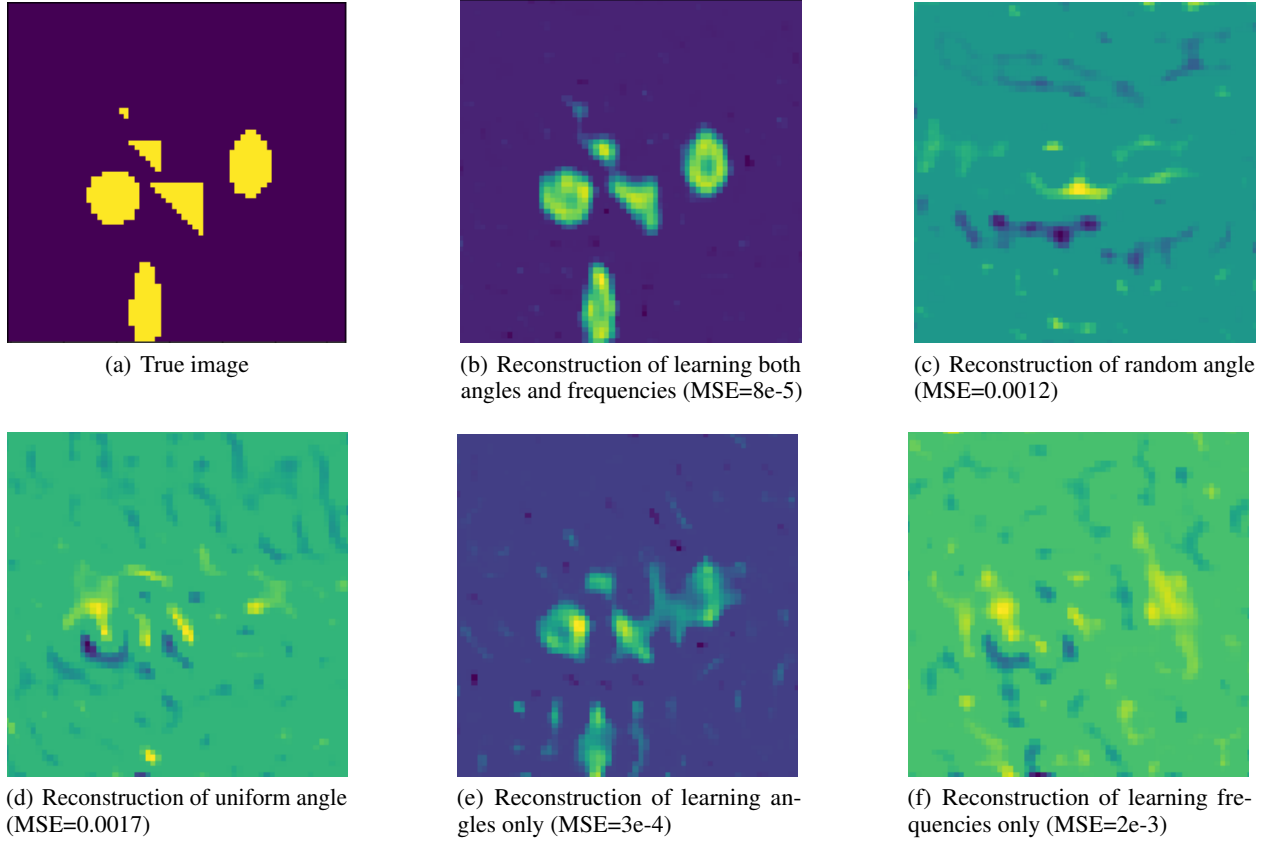 (a) True image
(b) Reconstruction of learning both
angles and frequencies (MSE=8e-5)
(c) Reconstruction of random angle
(MSE=0.0012)
(d) Reconstruction of uniform angle
(MSE=0.0017)
(e) Reconstruction of learning an-
gles only (MSE=3e-4)
(f) Reconstruction of learning fre-
quencies only (MSE=2e-3)